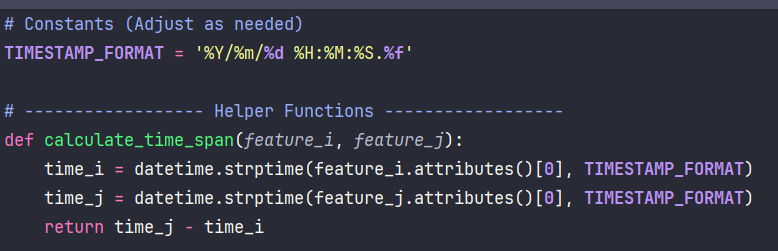 # Constants (Adjust as needed)
TIMESTAMP_FORMAT = '%Y/%m/%d %H:%M:%S.%f'
# ----------------- Helper Functions -----------------
def calculate_time_span(feature_i, feature_j):
    time_i = datetime.strptime(feature_i.attributes()[0], TIMESTAMP_FORMAT)
    time_j = datetime.strptime(feature_j.attributes()[0], TIMESTAMP_FORMAT)
    return time_j - time_i